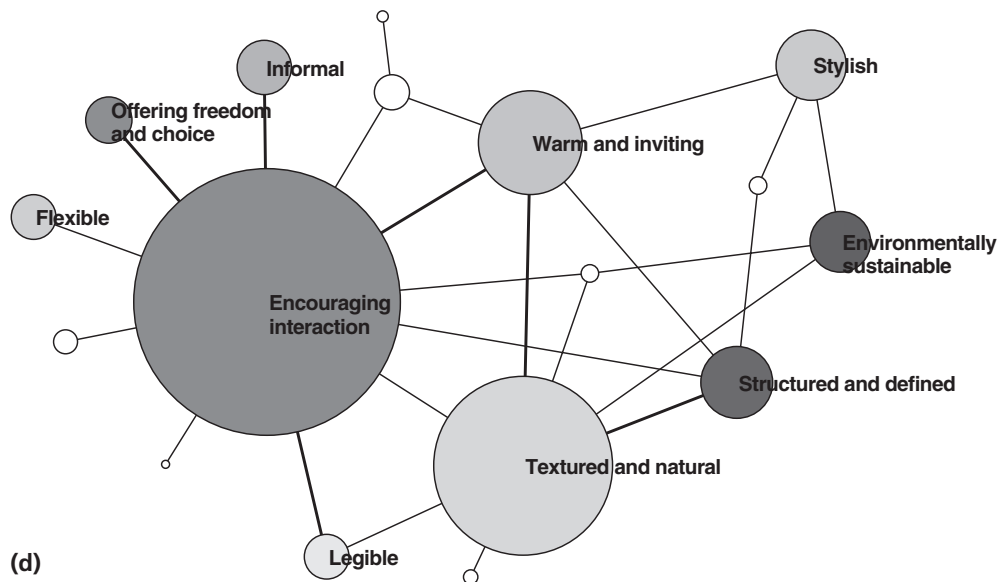 Informal
Stylish
Offering freedom
and choice
Warm and inviting
Flexible
Environmentally
sustainable
Encouraging
interaction
Structured and defined
Textured and natural
Legible
(d)